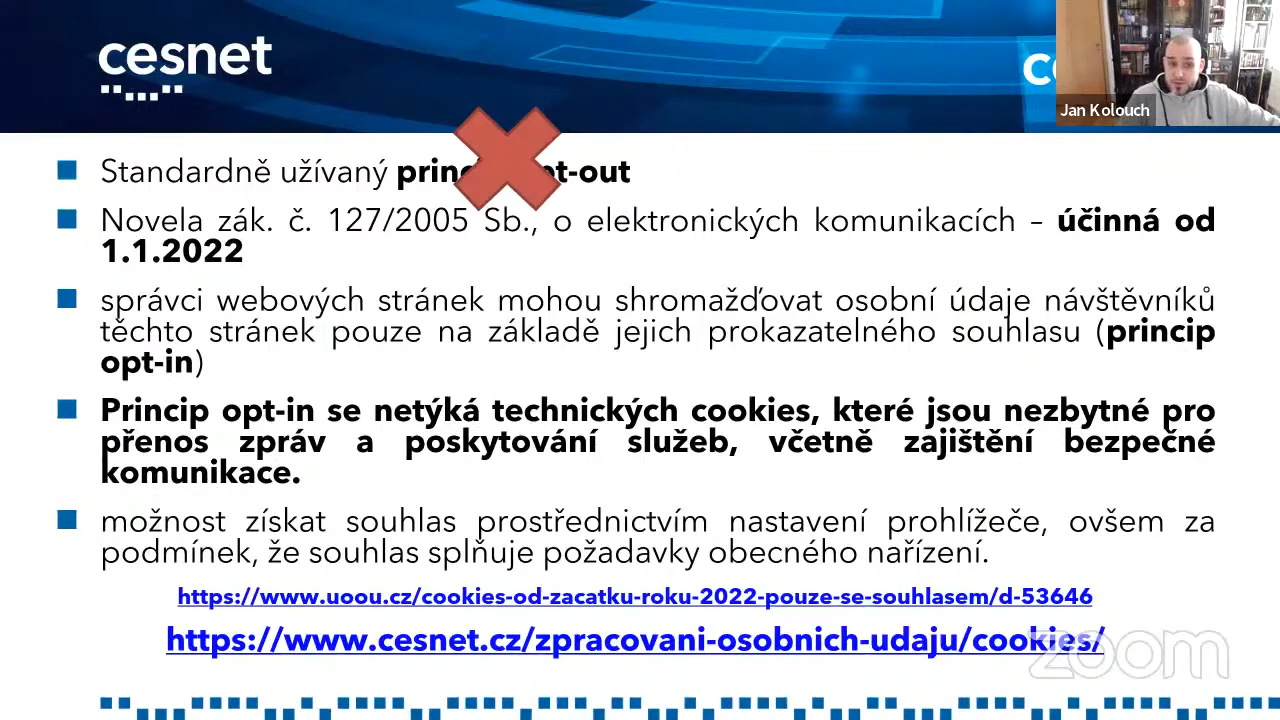 cesnet
Jan Kolouch
Standardně užívaný
t-out
Novela zák. č. 127/2005 Sb., o elektronických komunikacích – účinná od
1.1.2022
správci webových stránek mohou shromažďovat osobní údaje návštěvníků
těchto stránek pouze na základě jejich prokazatelného souhlasu (princip
opt-in)
Princip opt-in se netýká technických cookies, které jsou nezbytné pro
přenos zpráv a poskytování služeb, včetně zajištění bezpečné
komunikace.
možnost získat souhlas prostřednictvím nastavení prohlížeče, ovšem za
podmínek, že souhlas splňuje požadavky obecného nařízení.
https://www.uoou.cz/cookies-od-zacatku-roku-2022-pouze-se-souhlasem/d-53646
https://www.cesnet.cz/zpracovani-osobnich-udaju/cookies/
zoom